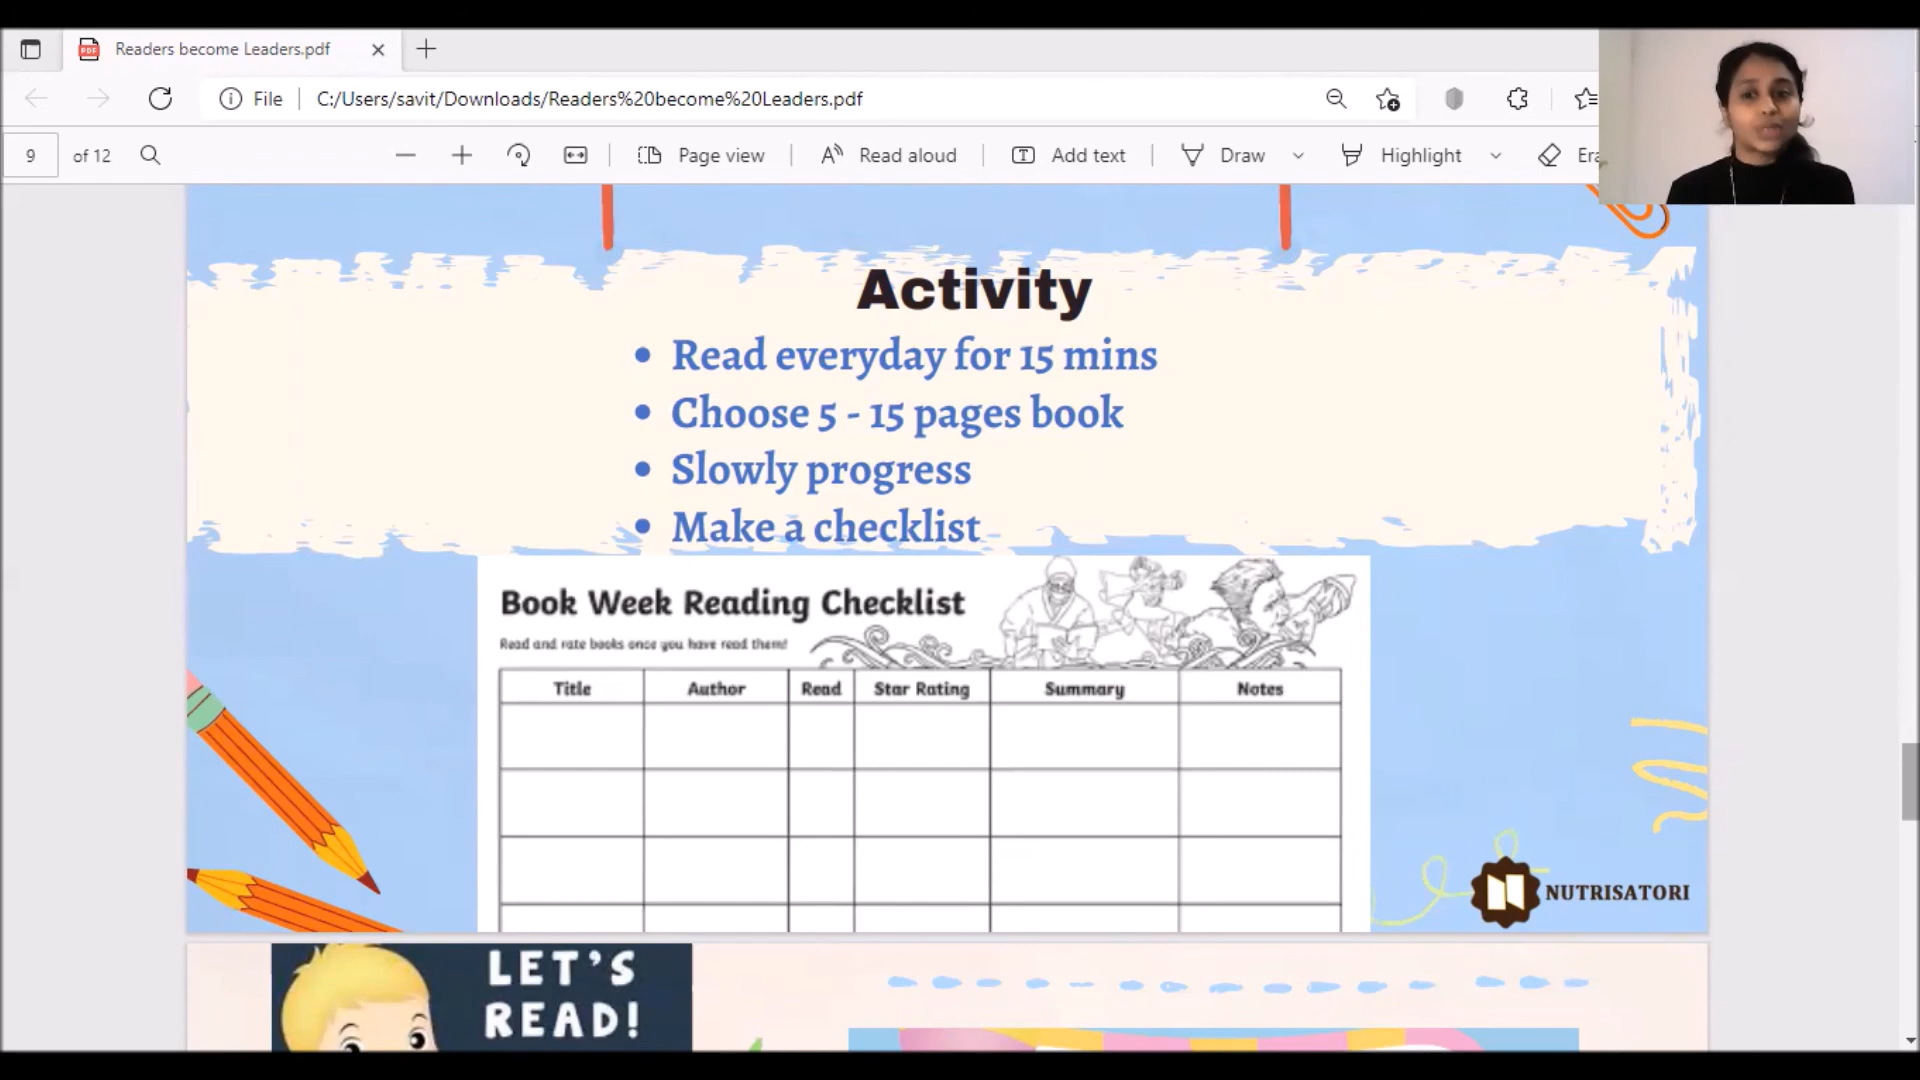 Readers become Leaders.pdf
File
C:/Users/savit/Downloads/Readers%20become%20Leaders.pdf
9 of 12
Page view
Read aloud
Add text
Draw
Highlight
Era
Activity
• Read everyday for 15 mins
• Choose 5 - 15 pages book
• Slowly progress
• Make a checklist
Book Week Reading Checklist
Read and rate books once you have read them!
Title Author Read Star Rating Summary Notes
NUTRISATORI
LET'S
READ!